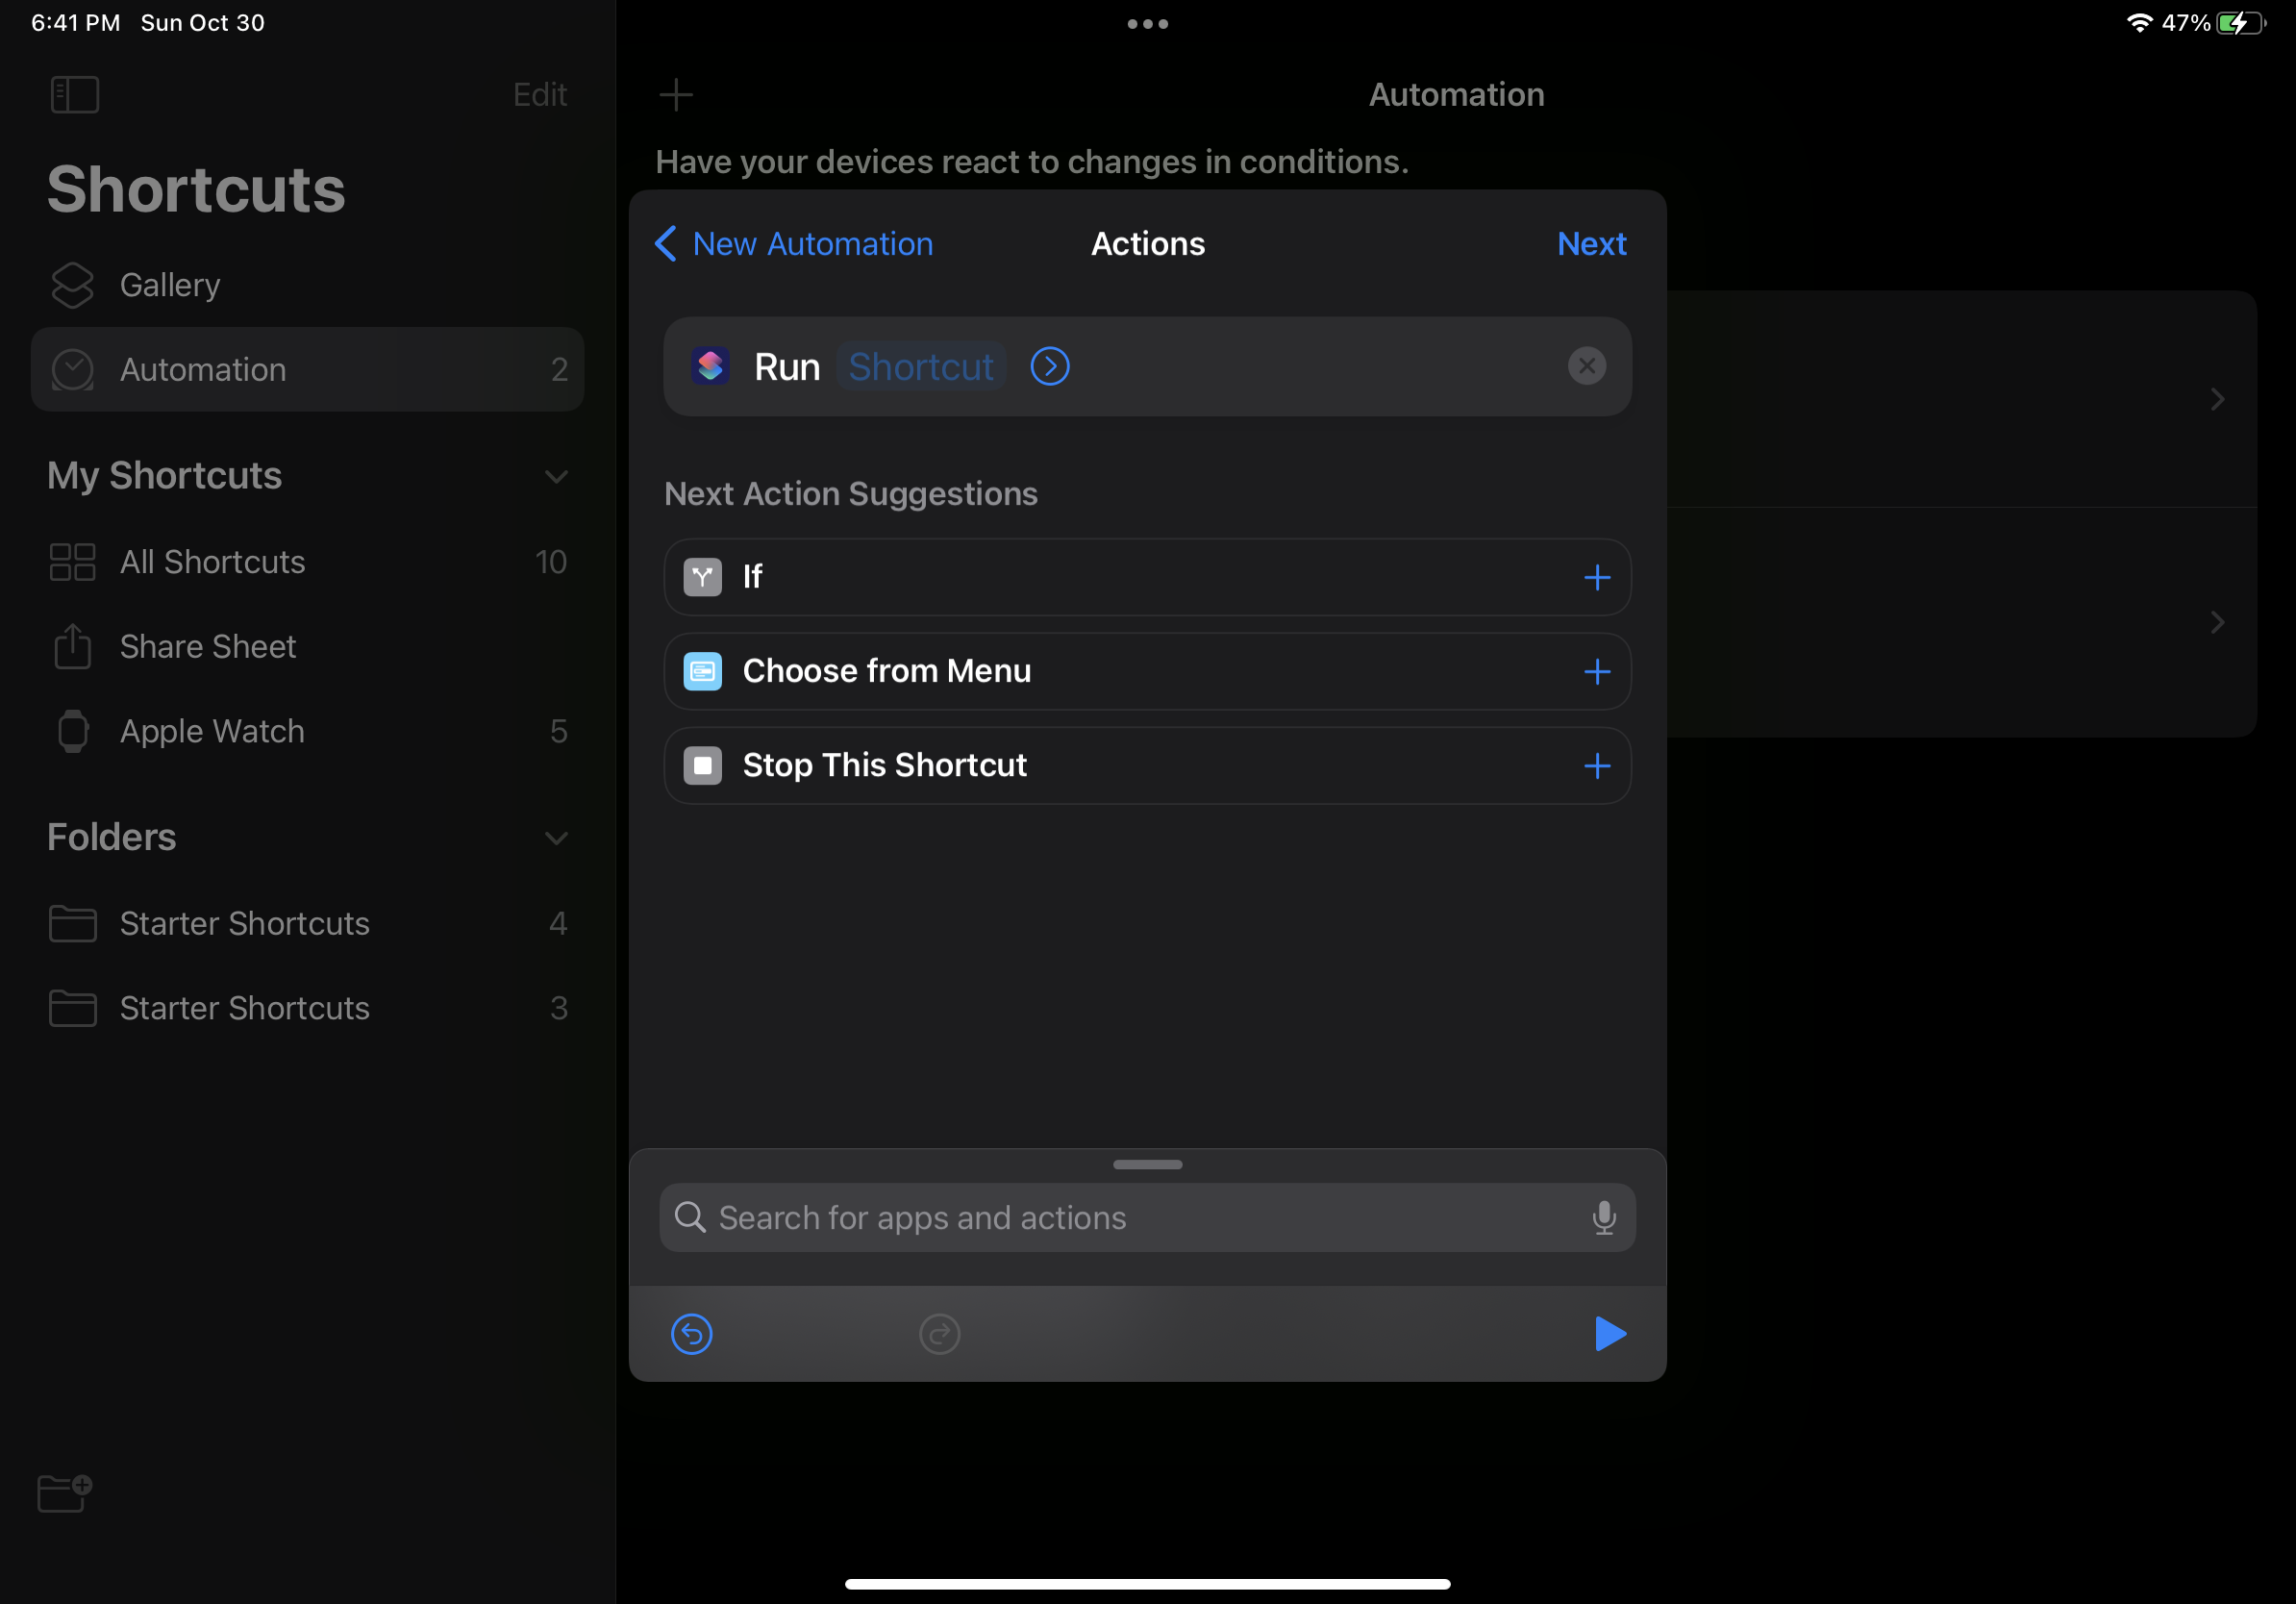 6:41 PM Sun Oct 30
47%
Edit
Shortcuts
Gallery
Automation 2
My Shortcuts
All Shortcuts 10
Share Sheet
Apple Watch 5
Folders
Starter Shortcuts 4
Starter Shortcuts 3
Automation
Have your devices react to changes in conditions.
New Automation Actions Next
Run Shortcut
Next Action Suggestions
If
Choose from Menu
Stop This Shortcut
Search for apps and actions